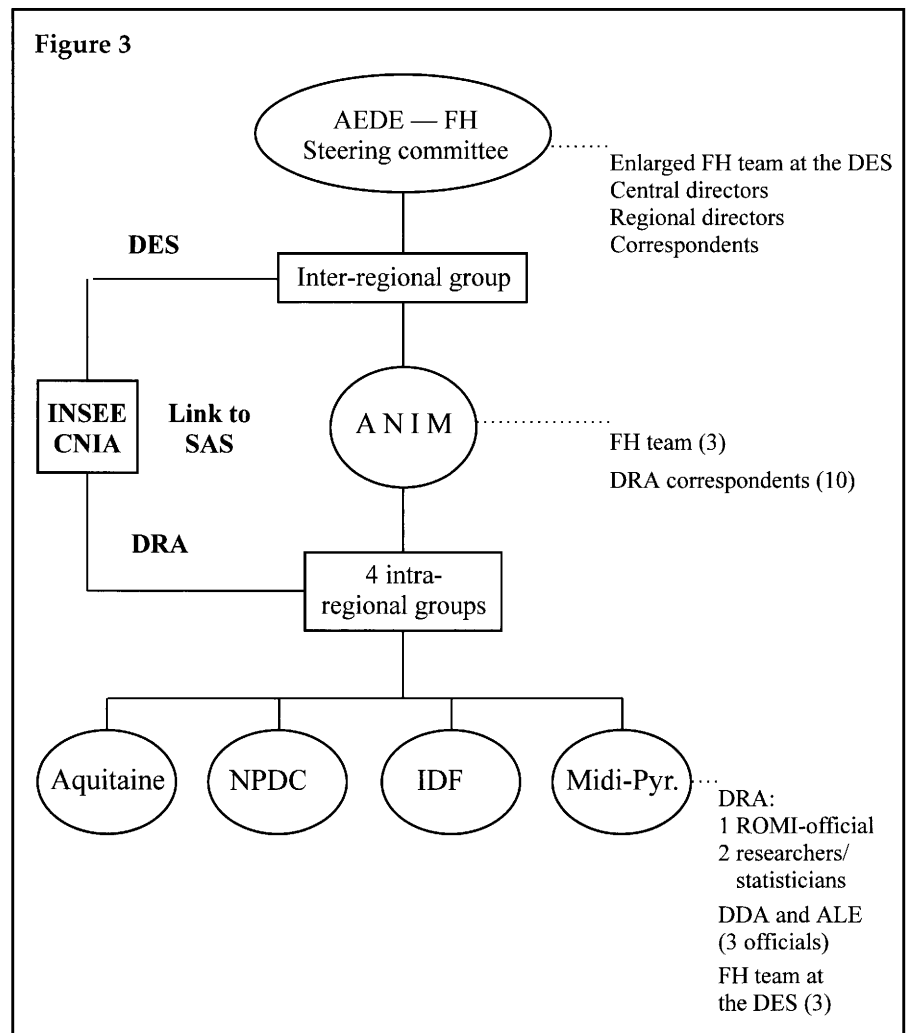 Figure 3
AEDE — FH
Steering committee
Enlarged FH team at the DES
Central directors
Regional directors
Correspondents
DES
Inter-regional group
INSEE
CNIA
Link to
SAS
A N I M
FH team (3)
DRA correspondents (10)
DRA
4 intra-
regional groups
Aquitaine
NPDC
IDF
Midi-Pyr.
DRA:
1 ROMI-official
2 researchers/
statisticians
DDA and ALE
(3 officials)
FH team at
the DES (3)